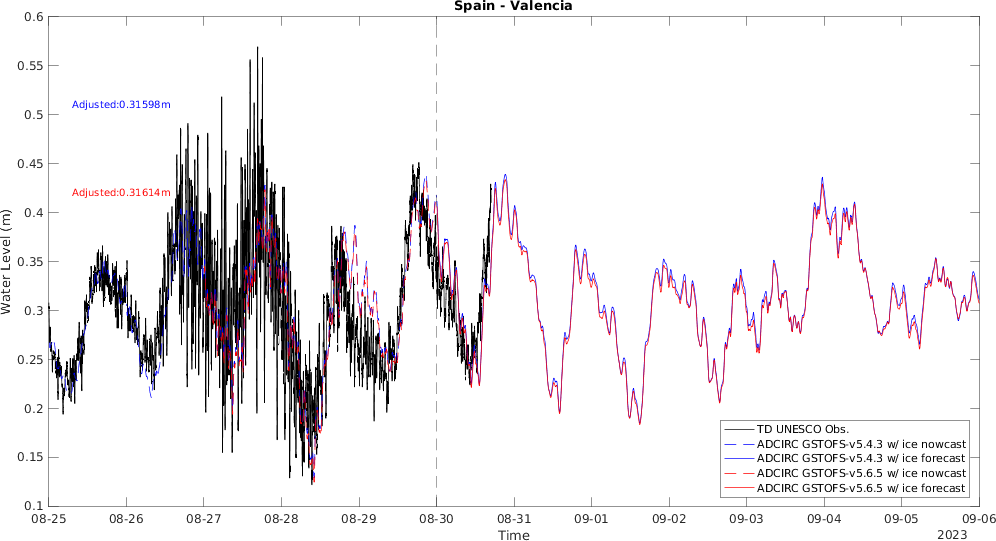 Spain - Valencia
0.6
0.55
0.5
0.45
0.4
0.35
0.3
0.25
0.2
0.15
0.1
Water Level (m)
Adjusted:0.31598m
Adjusted:0.31614m
TD UNESCO Obs.
ADCIRC GSTOFS-v5.4.3 w/ ice nowcast
ADCIRC GSTOFS-v5.4.3 w/ ice forecast
ADCIRC GSTOFS-v5.6.5 w/ ice nowcast
ADCIRC GSTOFS-v5.6.5 w/ ice forecast
08-25 08-26 08-27 08-28 08-29 08-30 08-31 09-01 09-02 09-03 09-04 09-05 09-06
Time
2023